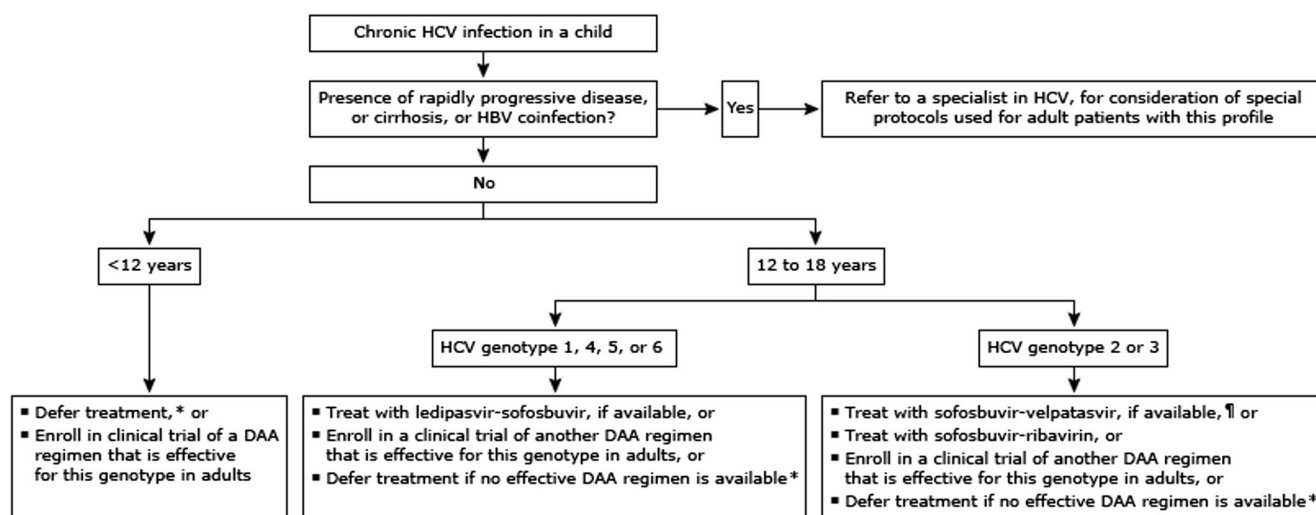 Chronic HCV infection in a child
Presence of rapidly progressive disease,
or cirrhosis, or HBV coinfection?
Yes
Refer to a specialist in HCV, for consideration of special
protocols used for adult patients with this profile
No
<12 years
12 to 18 years
HCV genotype 1, 4, 5, or 6
HCV genotype 2 or 3
▪ Defer treatment,* or
▪ Enroll in clinical trial of a DAA
regimen that is effective
for this genotype in adults
▪ Treat with ledipasvir-sofosbuvir, if available, or
▪ Enroll in a clinical trial of another DAA regimen
that is effective for this genotype in adults, or
▪ Defer treatment if no effective DAA regimen is available*
▪ Treat with sofosbuvir-velpatasvir, if available,¶ or
▪ Treat with sofosbuvir-ribavirin, or
▪ Enroll in a clinical trial of another DAA regimen
that is effective for this genotype in adults, or
▪ Defer treatment if no effective DAA regimen is available*